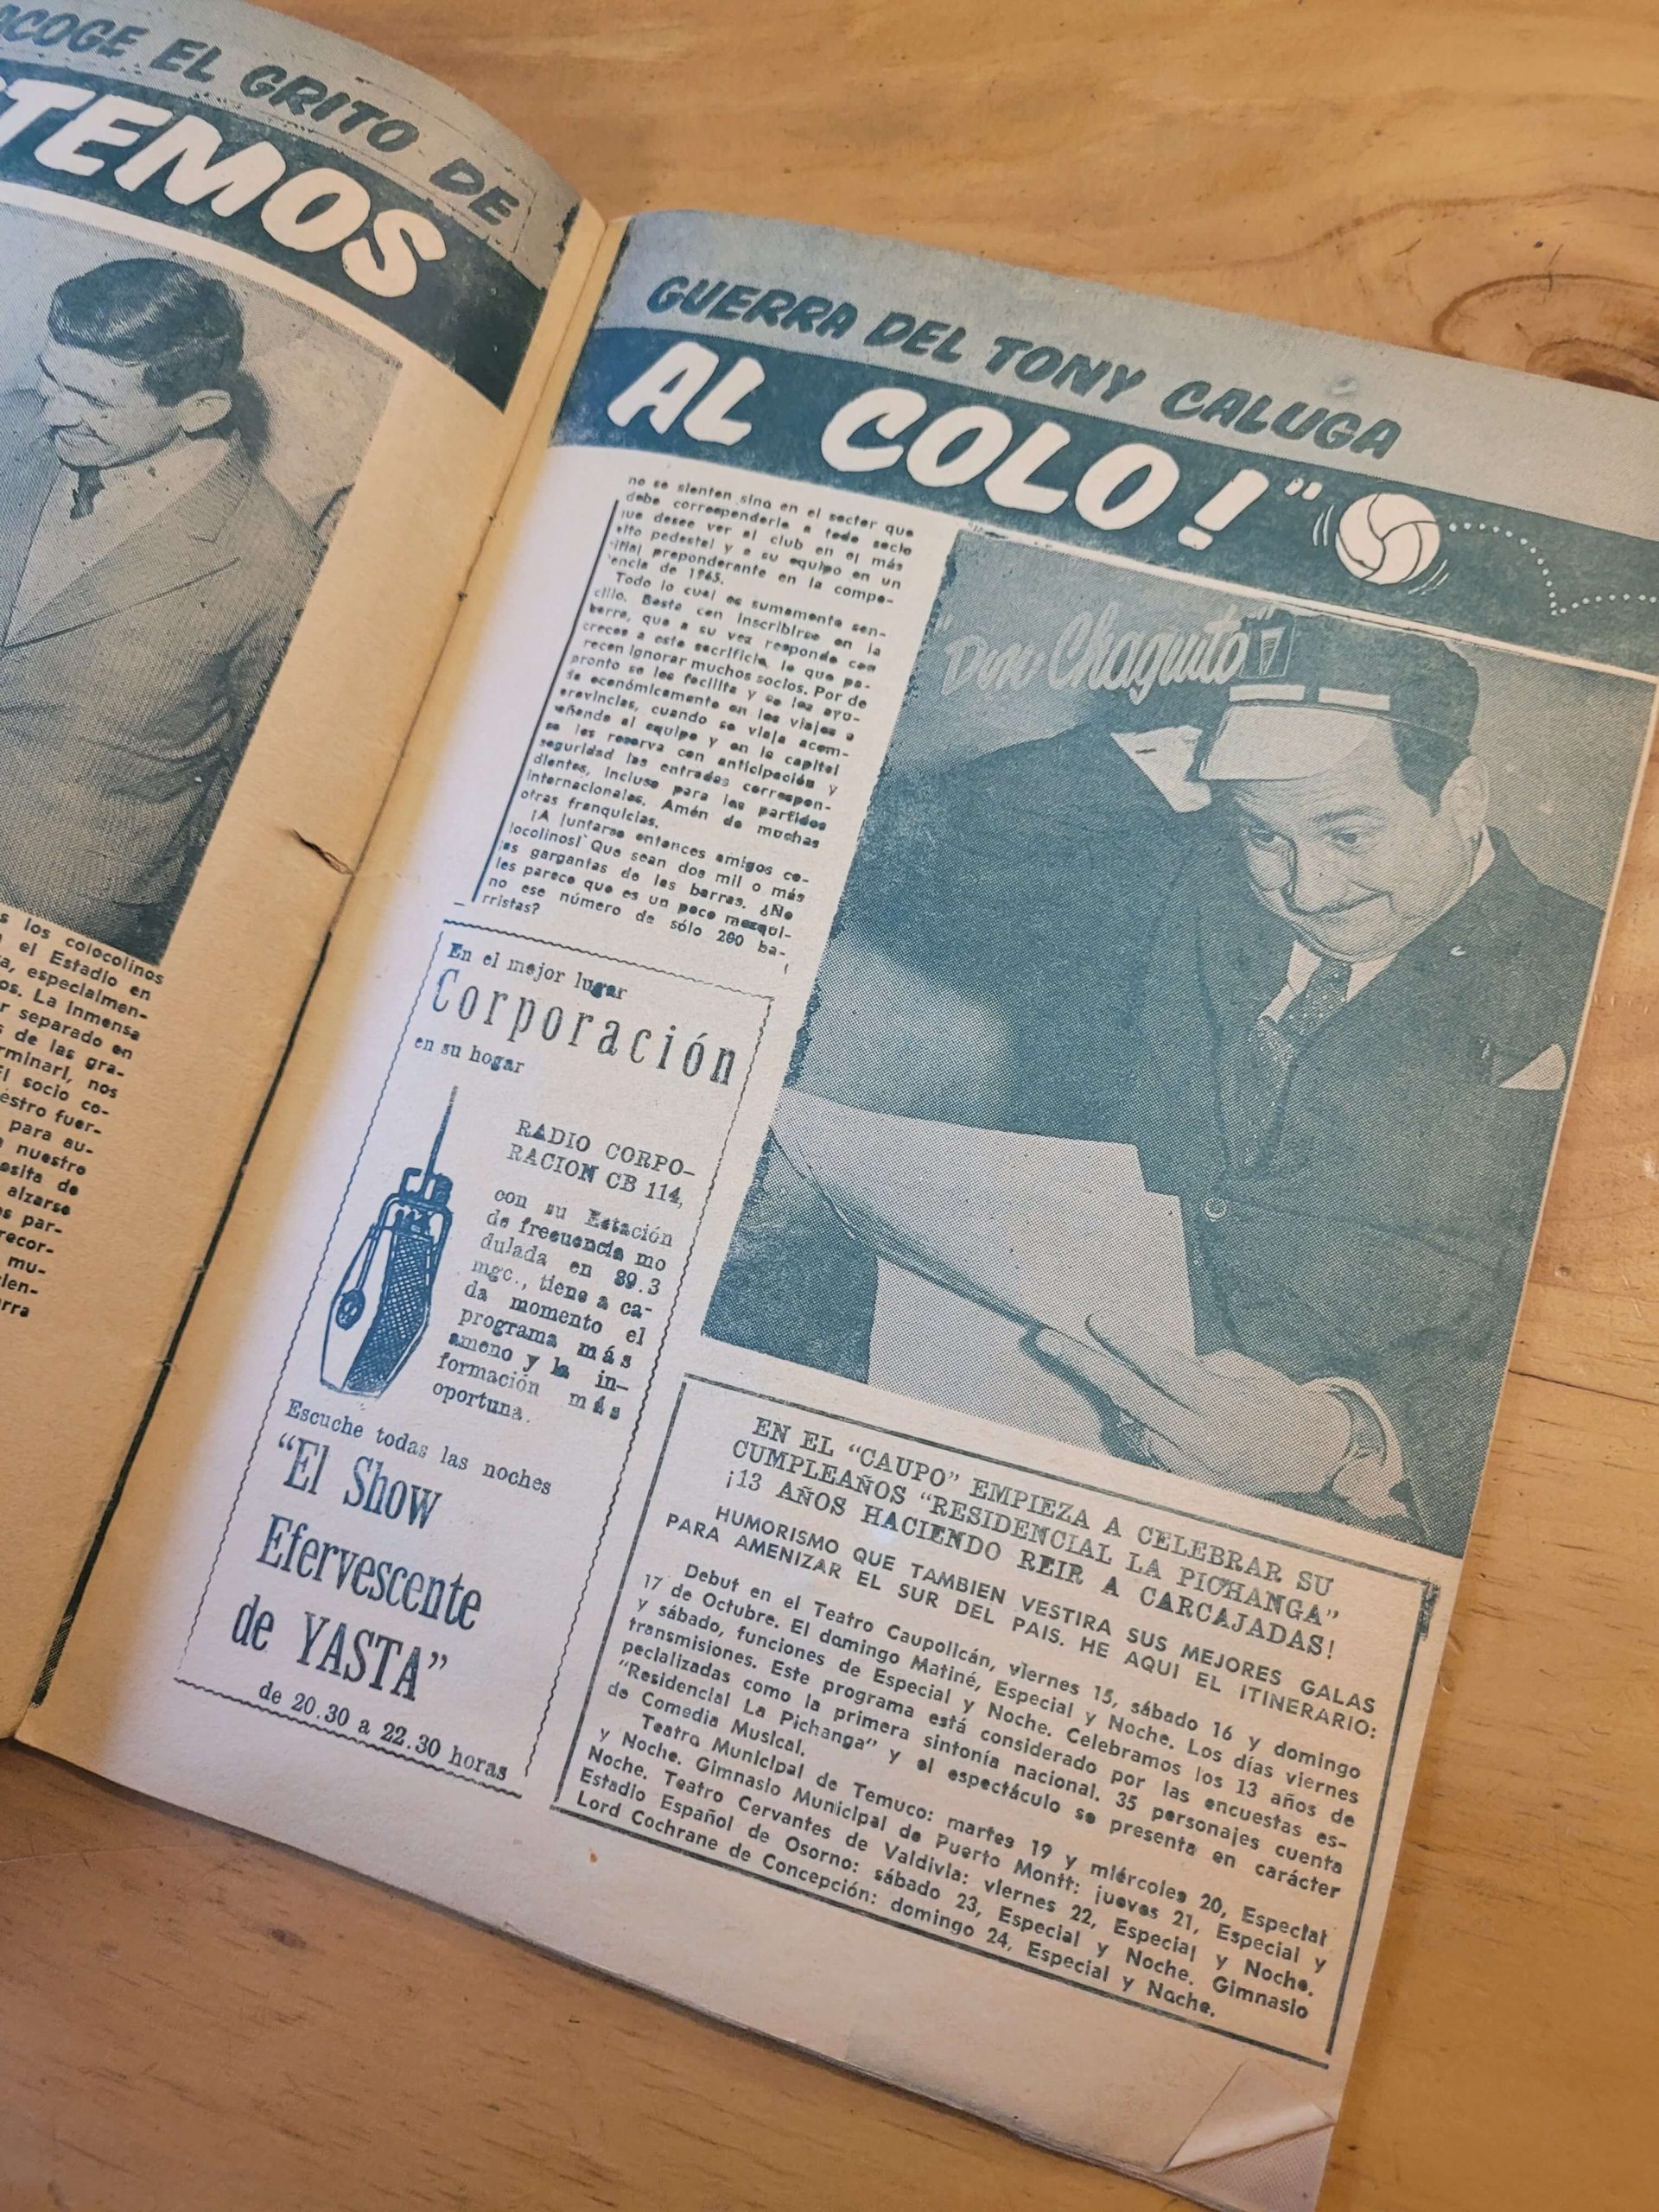 ACOGE EL GRITO DE
TEMOS
los colocolinos
el Estadio en
especialmen-
La Inmensa
separado en
de las gra-
nos
socio co-
fuer-
para au-
nuestro
de
alzarse
par-
mu-
GUERRA DEL TONY CALUGA
AL COLO!"
no se sienten sino en el sector que
debe corresponderle a todo socio
que desee ver al club en el más
alto pedestal y a su equipo en un
sitial preponderante en la compe-
tencia de 1965.
Todo lo cual es sumamente sen-
cillo. Basta con inscribirse en la
barra, que a su vez responde con
creces a este sacrificio, lo que pa-
recen ignorar muchos socios. Por de
pronto se les facilita y se les ayu-
da económicamente en los viajes a
provincias, cuando se viaja acom-
pañando al equipo y en la capital
se les reserva con anticipación y
seguridad las entradas correspon-
dientes, incluso para los partidos
internacionales. Amén de muchas
otras franquicias.
¡A juntarse entonces amigos co-
locolinos! Que sean dos mil o más
las gargantas de las barras. ¿No
les parece que es un poco mezqui-
no ese número de sólo 200 ba-
rristas?
En el mejor lugar
Corporación
en su hogar
RADIO CORPO-
RACION CB 114,
con su Estación
de frecuencia mo
dulada en 89.3
mgc., tiene a ca-
da momento el
programa más
ameno y la in-
formación más
oportuna.
Escuche todas las noches
"El Show
Efervescente
de YASTA"
de 20.30 a 22.30 horas
"Don Chaguito"
EN EL "CAUPO" EMPIEZA A CELEBRAR SU
CUMPLEAÑOS "RESIDENCIAL LA PICHANGA"
¡13 AÑOS HACIENDO REIR A CARCAJADAS!
HUMORISMO QUE TAMBIEN VESTIRA SUS MEJORES GALAS
PARA AMENIZAR EL SUR DEL PAIS. HE AQUI EL ITINERARIO:
Debut en el Teatro Caupolicán, viernes 15, sábado 16 y domingo
17 de Octubre. El domingo Matiné, Especial y Noche. Los días viernes
y sábado, funciones de Especial y Noche. Celebramos los 13 años de
transmisiones. Este programa está considerado por las encuestas es-
pecializadas como la primera sintonía nacional. 35 personajes cuenta
"Residencial La Pichanga" y el espectáculo se presenta en carácter
de Comedia Musical.
Teatro Municipal de Temuco: martes 19 y miércoles 20, Especial
y Noche. Gimnasio Municipal de Puerto Montt: jueves 21, Especial y
Noche. Teatro Cervantes de Valdivia: viernes 22, Especial y Noche.
Estadio Español de Osorno: sábado 23, Especial y Noche. Gimnasio
Lord Cochrane de Concepción: domingo 24, Especial y Noche.